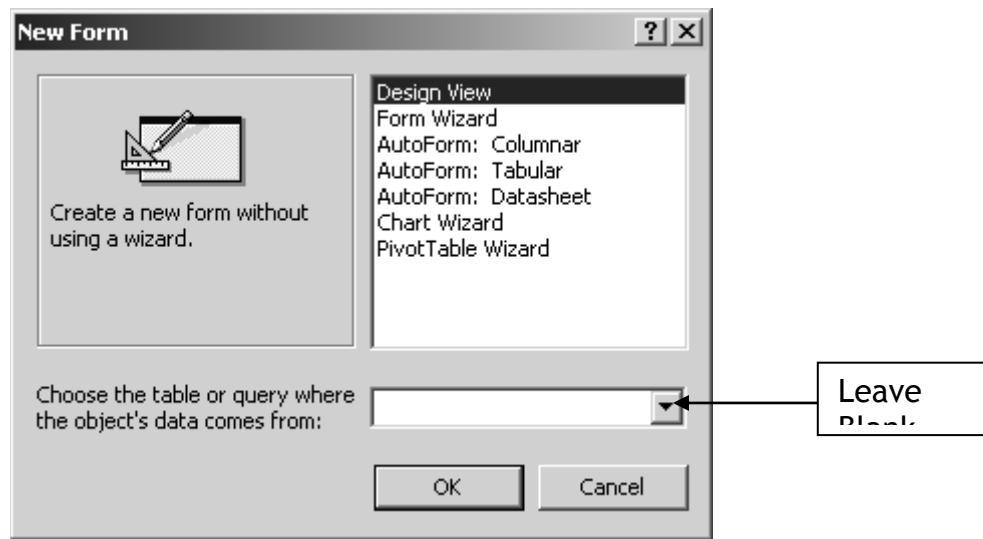 New Form
Design View
Form Wizard
AutoForm: Columnar
AutoForm: Tabular
AutoForm: Datasheet
Chart Wizard
PivotTable Wizard
Create a new form without
using a wizard.
Choose the table or query where
the object's data comes from:
Leave
Blank
OK
Cancel